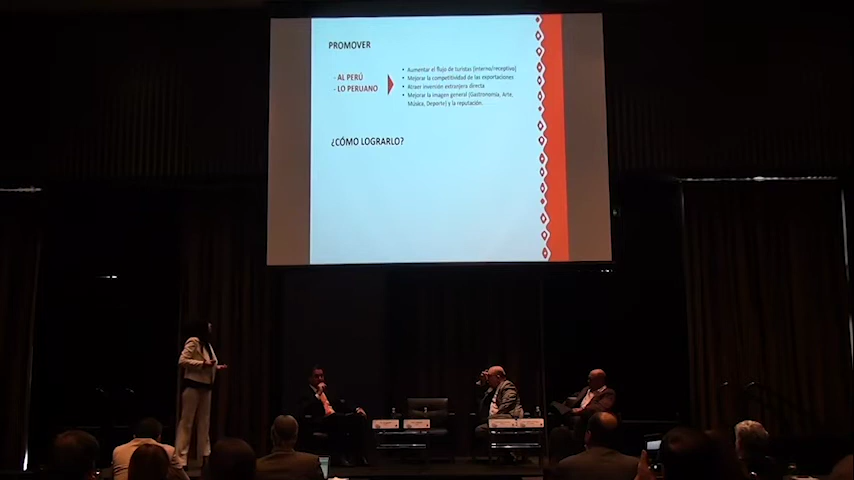 PROMOVER
- AL PERÚ
- LO PERUANO
• Aumentar el flujo de turistas (interno/receptivo)
• Mejorar la competitividad de las exportaciones
• Atraer inversión extranjera directa
• Mejorar la imagen general (Gastronomía, Arte,
Música, Deporte) y la reputación.
¿CÓMO LOGRARLO?